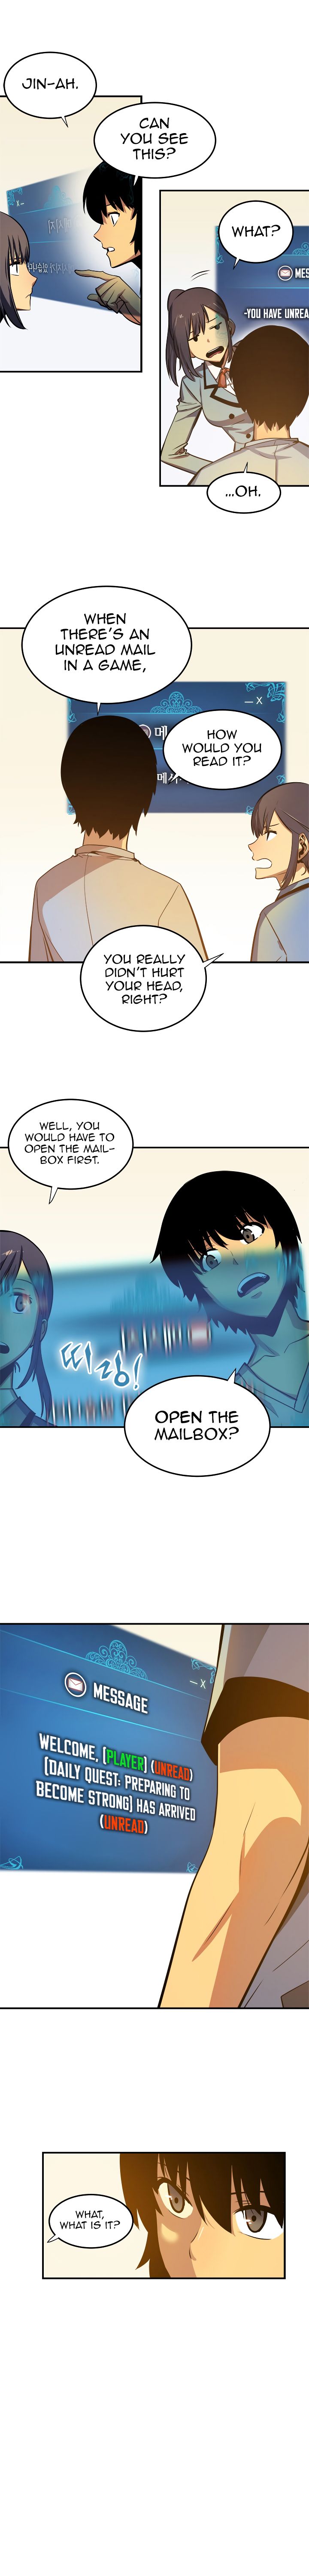 JIN-AH.
CAN
YOU SEE
THIS?
WHAT?
MES
-YOU HAVE UNREA
...OH.
WHEN
THERE'S AN
UNREAD MAIL
IN A GAME,
— X
메
HOW
WOULD YOU
READ IT?
YOU REALLY
DIDN'T HURT
YOUR HEAD,
RIGHT?
WELL, YOU
WOULD HAVE TO
OPEN THE MAIL-
BOX FIRST.
띠링!
OPEN THE
MAILBOX?
— X
MESSAGE
WELCOME, [PLAYER] (UNREAD)
[DAILY QUEST: PREPARING TO
BECOME STRONG] HAS ARRIVED
(UNREAD)
WHAT,
WHAT IS IT?